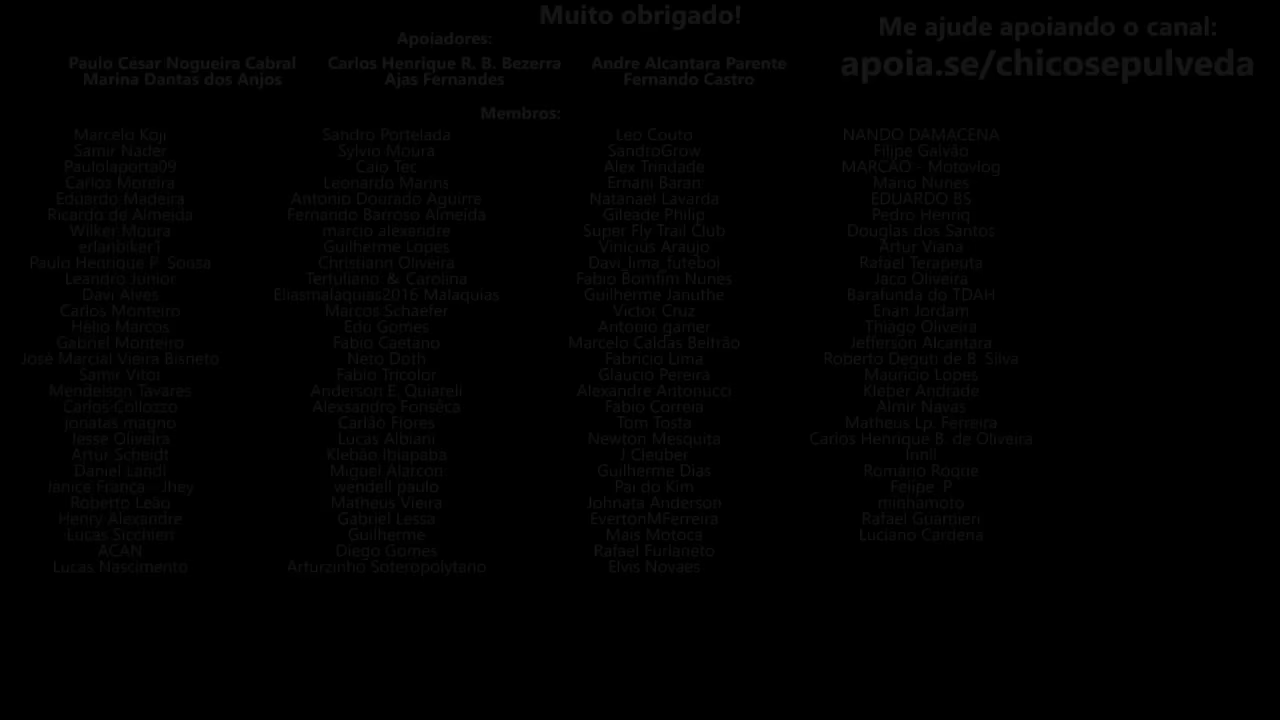 Muito obrigado!
Me ajude apoiando o canal:
apoia.se/chicosepulveda
Apoiadores:
Paulo César Nogueira Cabral
Marina Dantas dos Anjos
Carlos Henrique R. B. Bezerra
Ajas Fernandes
Andre Alcantara Parente
Fernando Castro
Membros:
Marcelo Koji
Samir Nader
Paulolaporta09
Carlos Moreira
Eduardo Madeira
Ricardo de Almeida
Wilker Moura
erlanbiker1
Paulo Henrique P. Sousa
Leandro Junior
Davi Alves
Carlos Monteiro
Hélio Marcos
Gabriel Monteiro
José Marcial Vieira Bisneto
Samir Vitor
Mendelson Tavares
Carlos Collozzo
jonatas magno
Jesse Oliveira
Artur Scheidt
Daniel Landi
Janice França - Jhey
Roberto Leão
Henry Alexandre
Lucas Sicchieri
ACAN
Lucas Nascimento
Sandro Portelada
Sylvio Moura
Caio Tec
Leonardo Marins
Antonio Dourado Aguirre
Fernando Barroso Almeida
marcio alexandre
Guilherme Lopes
Christiann Oliveira
Tertuliano & Carolina
Eliasmalaquias2016 Malaquias
Marcos Schaefer
Edu Gomes
Fabio Caetano
Neto Doth
Fabio Tricolor
Anderson E. Quiareli
Alexsandro Fonsêca
Carlão Flores
Lucas Albiani
Klebão Ibiapaba
Miguel Alarcon
wendell paulo
Matheus Vieira
Gabriel Lessa
Guilherme
Diego Gomes
Arturzinho Soteropolytano
Leo Couto
SandroGrow
Alex Trindade
Ernani Baran
Natanael Lavarda
Gileade Philip
Super Fly Trail Club
Vinicius Araujo
Davi_lima_futebol
Fabio Bomfim Nunes
Guilherme Januthe
Victor Cruz
Antonio gamer
Marcelo Caldas Beltrão
Fabricio Lima
Glaucio Pereira
Alexandre Antonucci
Fabio Correia
Tom Tosta
Newton Mesquita
J Cleuber
Guilherme Dias
Pai do Kim
Johnata Anderson
EvertonMFerreira
Mais Motoca
Rafael Furlaneto
Elvis Novaes
NANDO DAMACENA
Filipe Galvão
MARCÃO - Motovlog
Mario Nunes
EDUARDO BS
Pedro Henriq
Douglas dos Santos
Artur Viana
Rafael Terapeuta
Jaco Oliveira
Barafunda do TDAH
Enan Jordam
Thiago Oliveira
Jefferson Alcantara
Roberto Deguti de B. Silva
Mauricio Lopes
Kleber Andrade
Almir Navas
Matheus Lp. Ferreira
Carlos Henrique B. de Oliveira
Romário Roque
Felipe. P
minhamoto
Rafael Guarnieri
Luciano Cardena